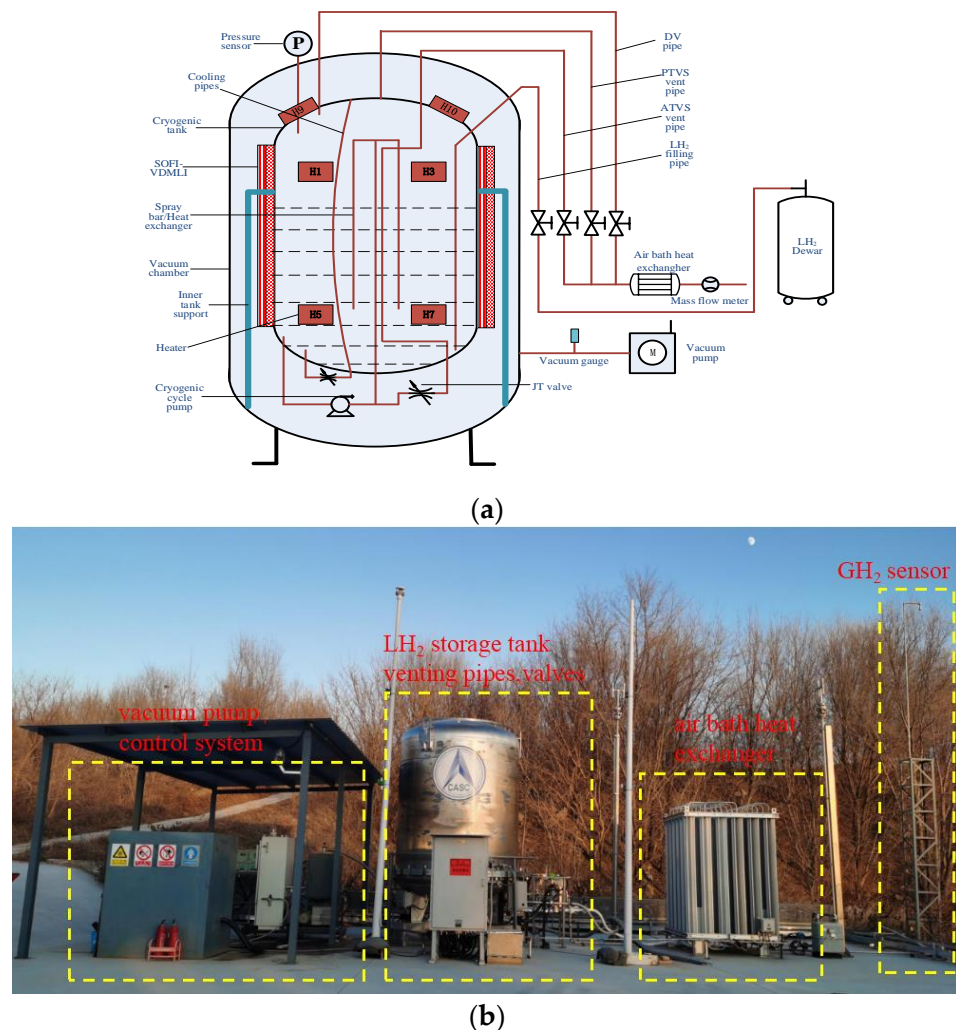 Pressure
sensor
P
Cooling
pipes
Cryogenic
tank
SOFI-
VDMLI
Spray
bar/Heat
exchanger
Vacuum
chamber
Inner
tank
support
Heater
Cryogenic
cycle
pump
H9
H10
H1
H3
H5
H7
DV
pipe
PTVS
vent
pipe
ATVS
vent
pipe
LH₂
filling
pipe
LH₂
Dewar
Air bath heat
exchangher
Mass flow meter
Vacuum gauge
M
Vacuum
pump
JT valve
(a)
GH₂ sensor
LH₂ storage tank
venting pipes,valves
vacuum pump
control system
air bath heat
exchanger
CASC
(b)